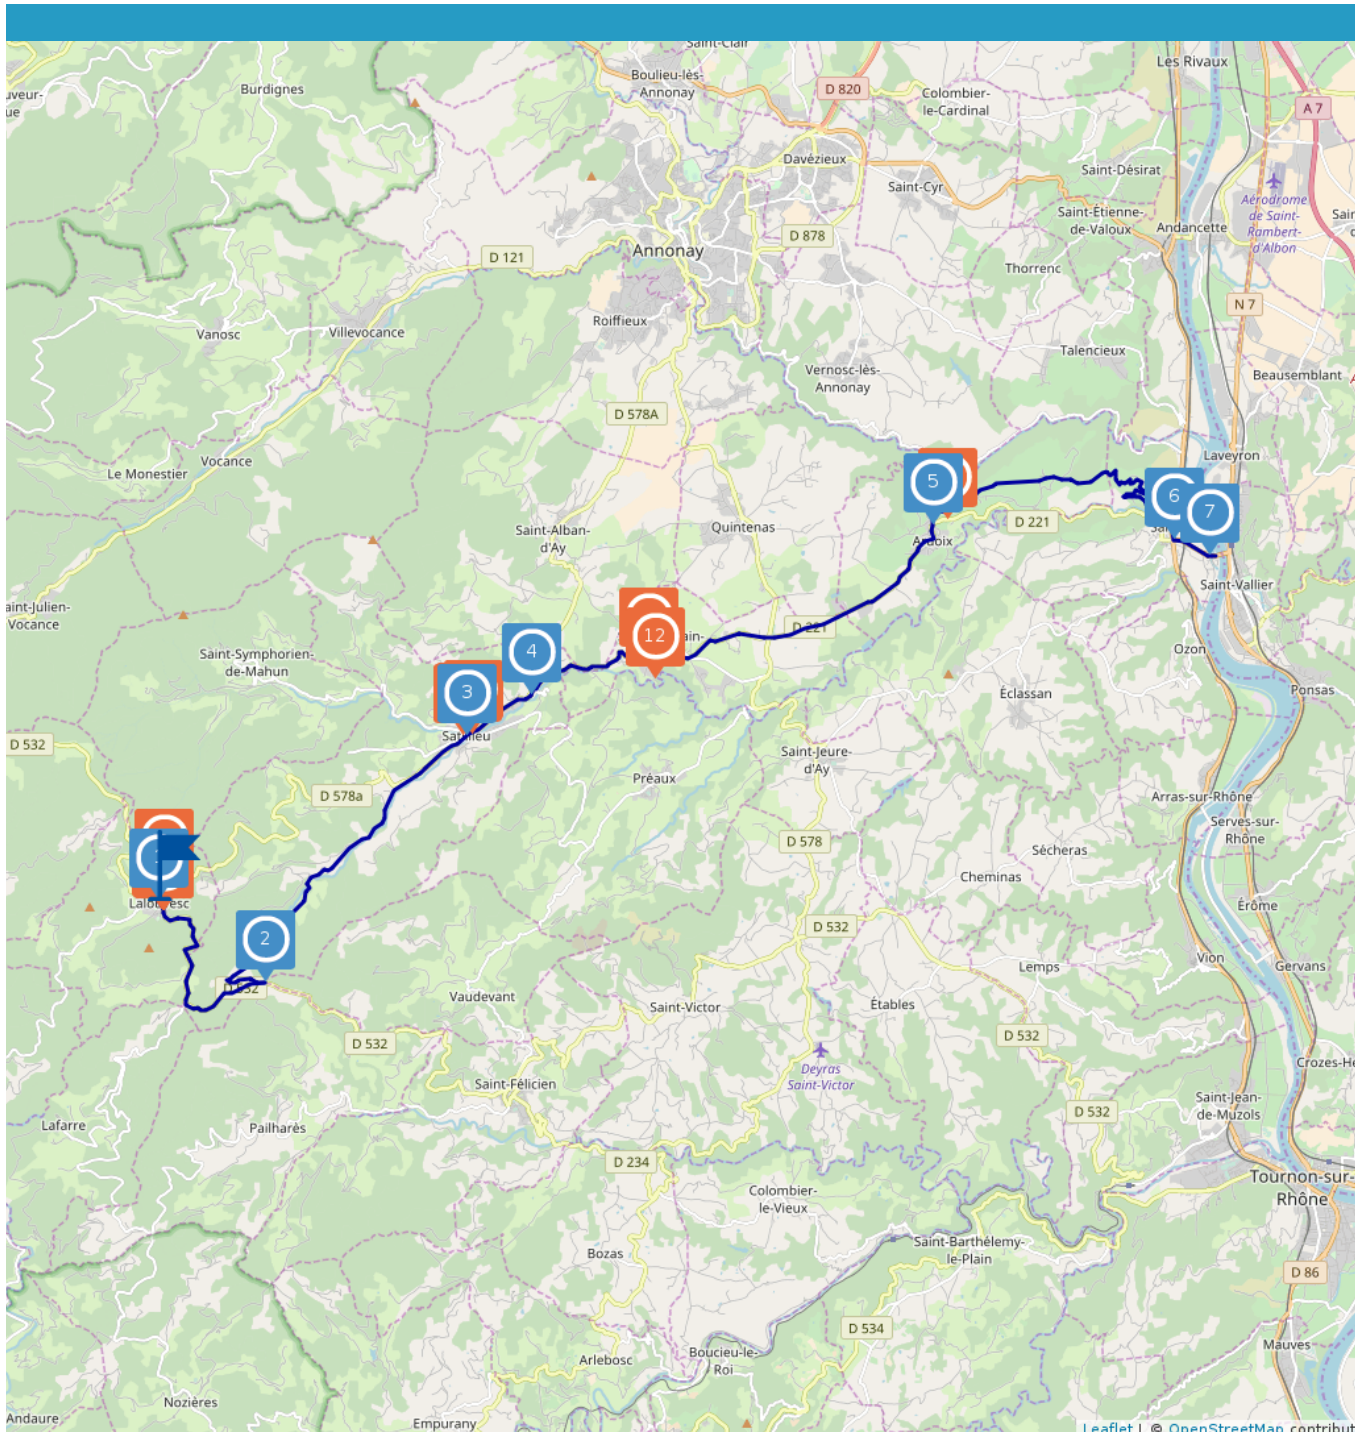 Saint-Clair
Les Rivaux
Boulieu-lès-
Annonay
Burdignes
D 820
Colombier-
le-Cardinal
A 7
uveur-
ue
Davézieux
Saint-Désirat
Saint-Cyr
Aérodrome
de Saint-
Rambert-
d'Albon
Saint-Étienne-
de-Valoux
Andancette
D 878
Annonay
D 121
Thorrenc
N 7
Roiffieux
Vanosc
Villevocance
Talencieux
Vernosc-lès-
Annonay
Beausemblant
D 578A
Laveyron
Vocance
Le Monestier
5
6
7
Saint-Alban-
d'Ay
Quintenas
D 221
Saint-Vallier
aint-Julien-
Vocance
12
D 221
Saint-Symphorien-
de-Mahun
4
Ozon
3
Éclassan
Ponsas
D 532
Saint-Jeure-
d'Ay
Préaux
D 578a
Arras-sur-Rhône
Serves-sur-
Rhône
D 578
Sécheras
Cheminas
Érôme
D 532
2
Vion
Gervans
Lemps
D 532
Vaudevant
Saint-Victor
Étables
D 532
D 532
Deyras
Saint-Victor
Crozes-He
Saint-Félicien
Saint-Jean-
de-Muzols
D 532
Lafarre
Pailharès
D 234
Tournon-sur-
Rhône
Colombier-
le-Vieux
Saint-Barthélemy-
le-Plain
Bozas
D 86
D 534
Mauves
Boucieu-le-
Roi
Arlebosc
Nozières
Andaure
Empurany
Leaflet | © OpenStreetMap contribut